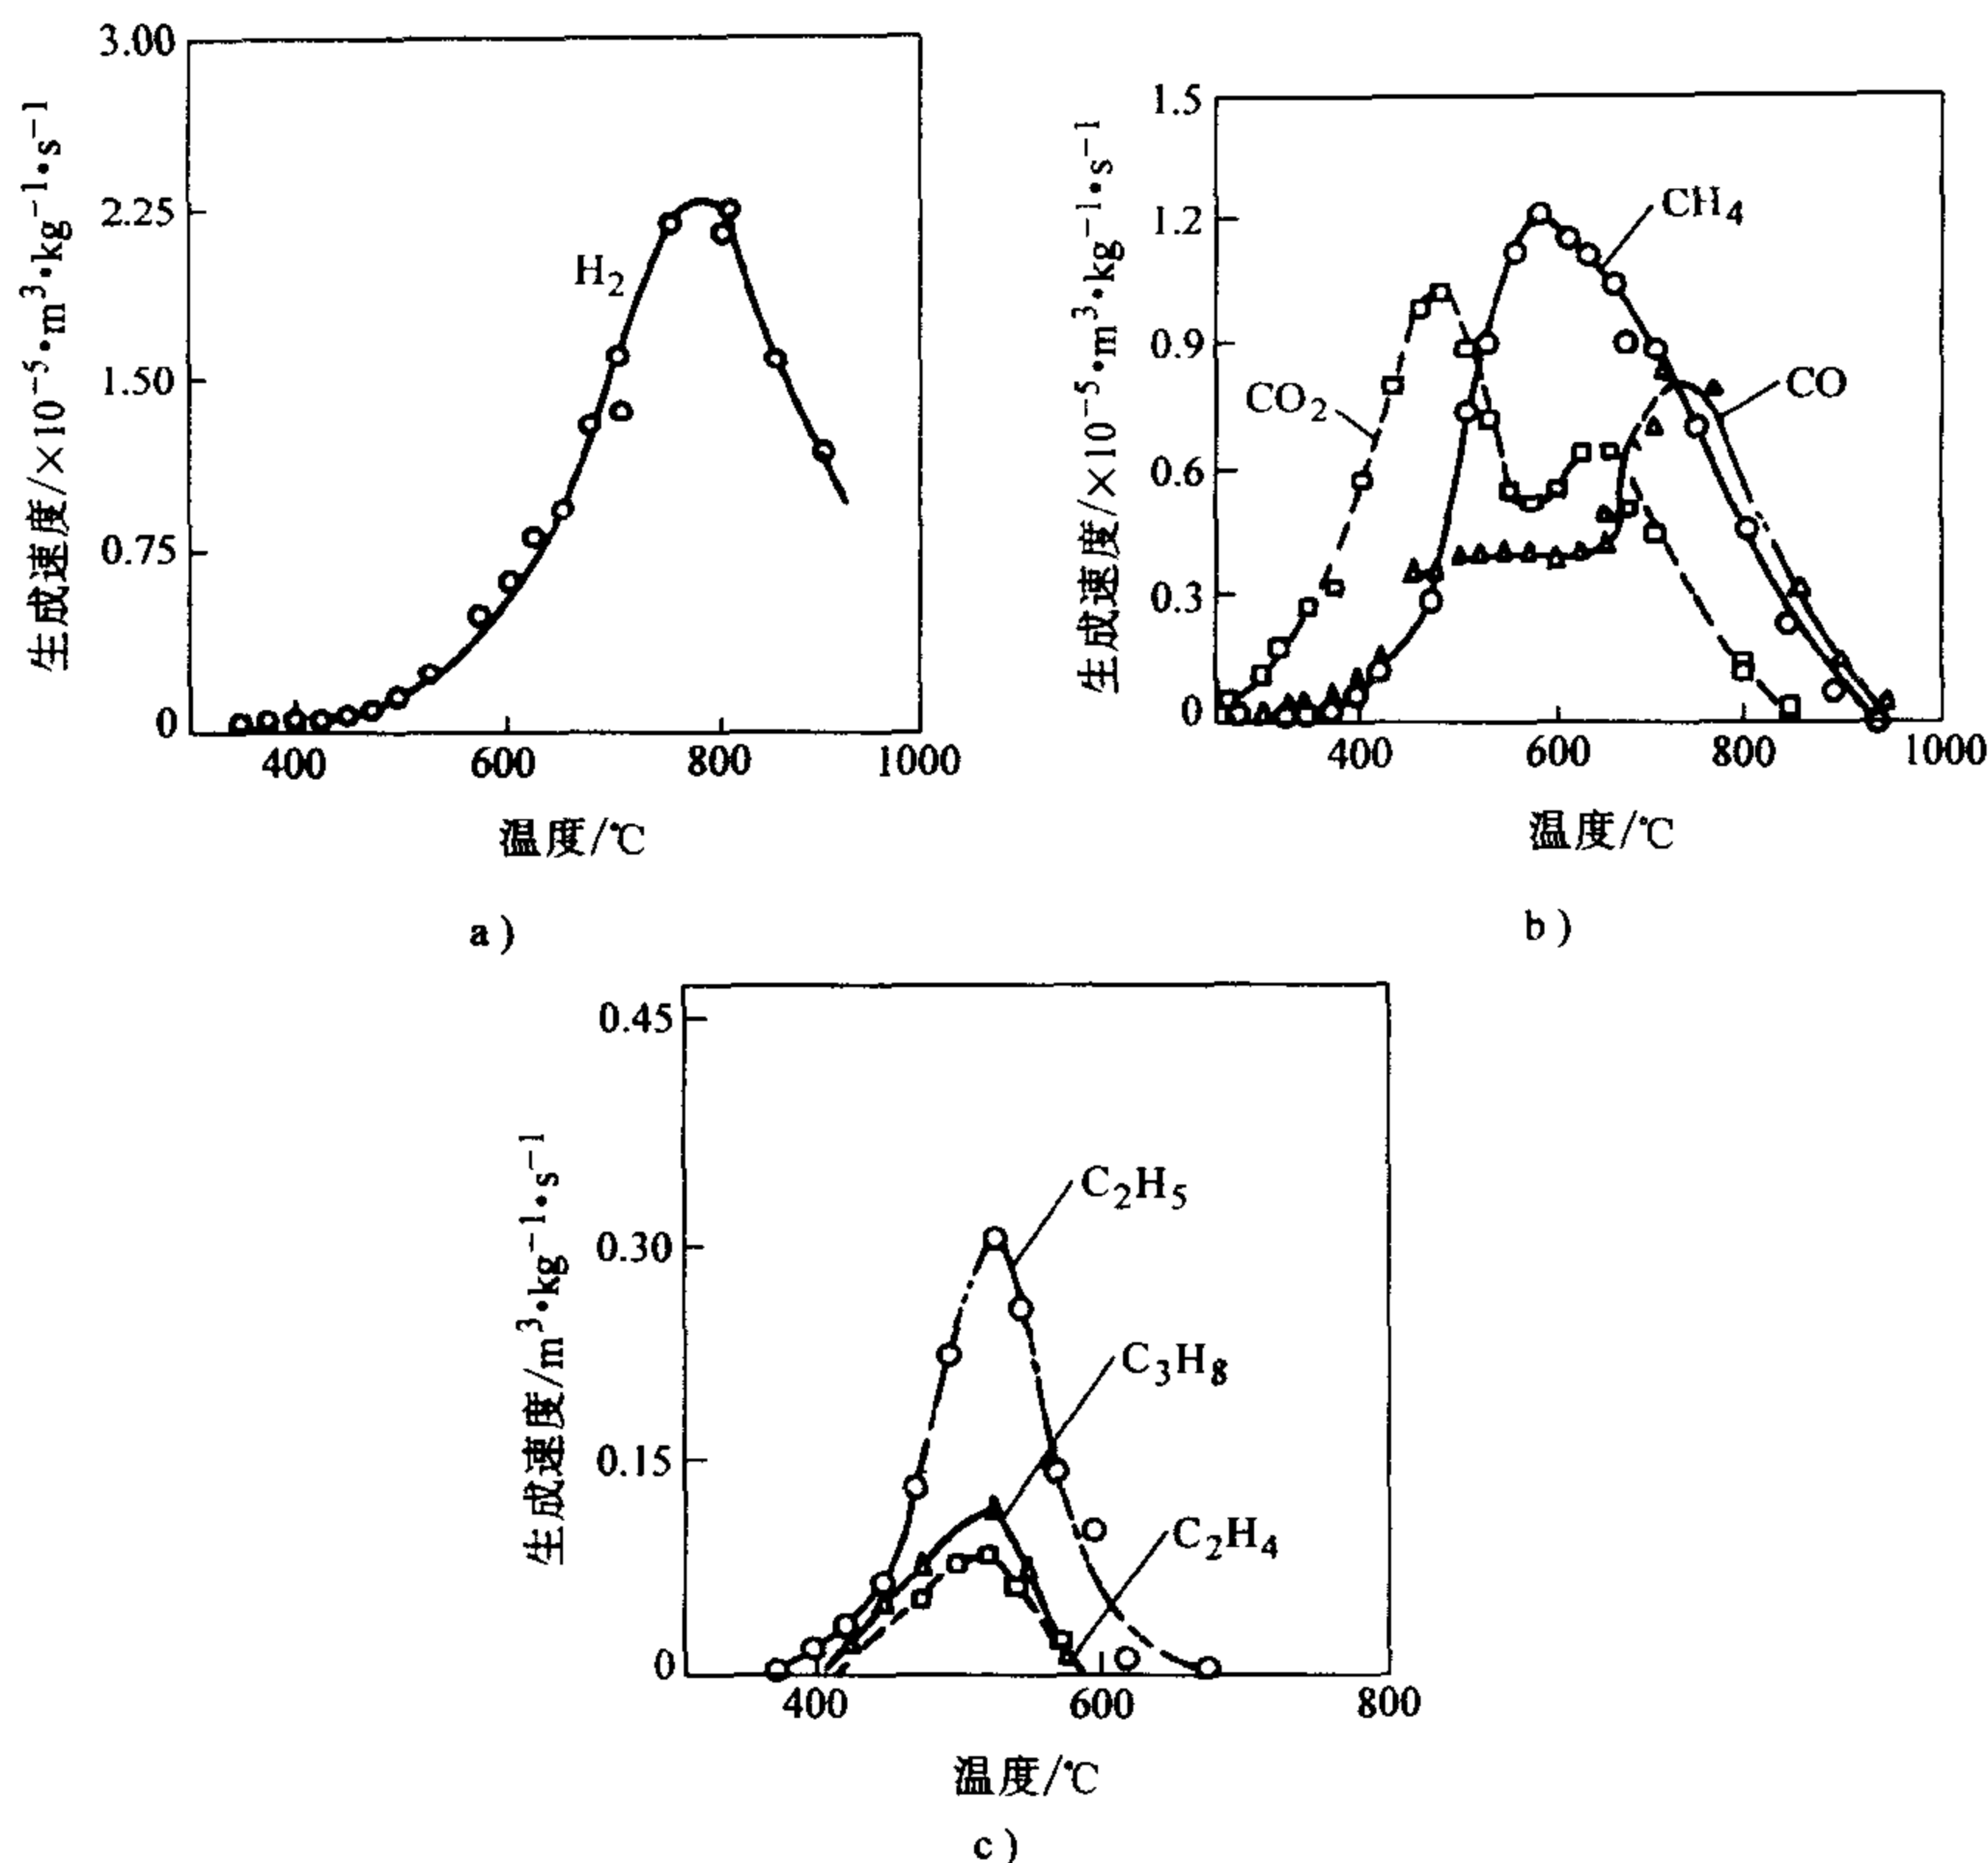 3.00
2.25
1.50
0.75
0
400 600 800 1000
生成速度/×10⁻⁵•m³•kg⁻¹•s⁻¹
H₂
温度/℃
a)
1.5
1.2
0.9
0.6
0.3
0
400 600 800 1000
生成速度/×10⁻⁵•m³•kg⁻¹•s⁻¹
CH₄
CO₂
CO
温度/℃
b)
0.45
0.30
0.15
0
400 600 800
生成速度/m³•kg⁻¹•s⁻¹
C₂H₅
C₃H₈
C₂H₄
温度/℃
c)